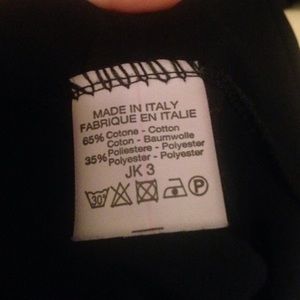 MADE IN ITALY
FABRIQUE EN ITALIE
65% Cotone - Cotton
Coton - Baumwolle
35% Poliestere - Polyester
Polyester - Polyester
JK 3
30° P